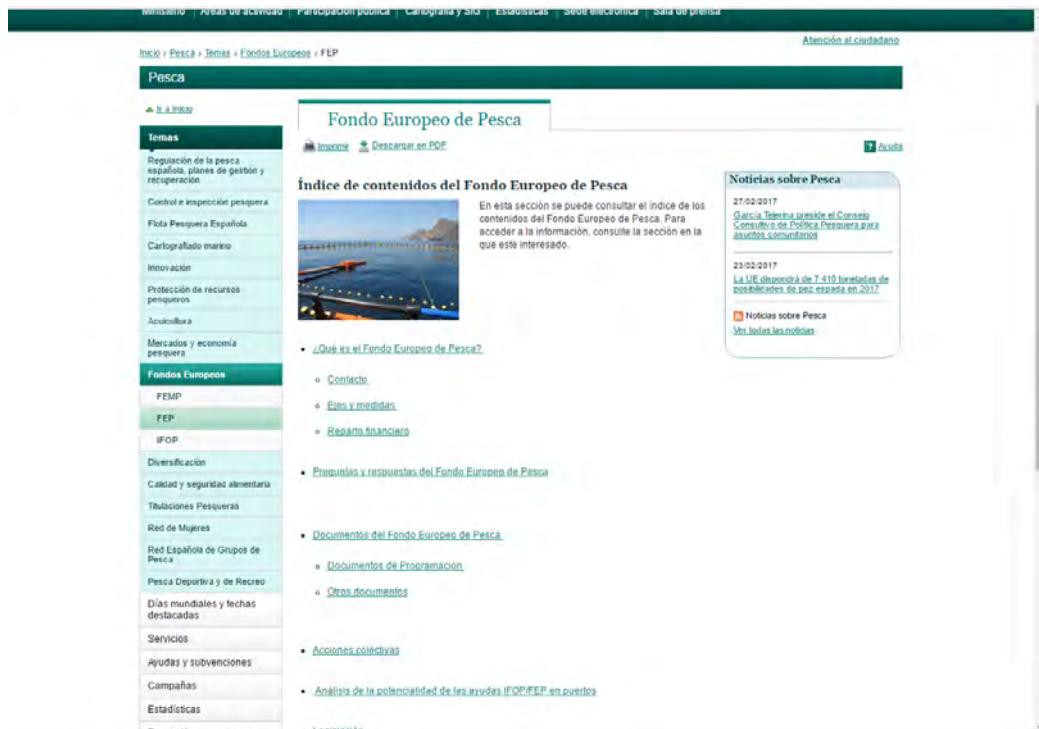 Ministerio | Áreas de actividad | Participación pública | Cartografía y SIG | Estadísticas | Sede electrónica | Sala de prensa
Atención al ciudadano
Inicio > Pesca > Temas > Fondos Europeos > FEP
Pesca
Ir a Inicio
Temas
Regulación de la pesca
española, planes de gestión y
recuperación
Control e inspección pesquera
Flota Pesquera Española
Cartografiado marino
Innovación
Protección de recursos
pesqueros
Acuicultura
Mercados y economía
pesquera
Fondos Europeos
FEMP
FEP
IFOP
Diversificación
Calidad y seguridad alimentaria
Titulaciones Pesqueras
Red de Mujeres
Red Española de Grupos de
Pesca
Pesca Deportiva y de Recreo
Días mundiales y fechas
destacadas
Servicios
Ayudas y subvenciones
Campañas
Estadísticas
Fondo Europeo de Pesca
Imprimir Descargar en PDF
? Ayuda
Índice de contenidos del Fondo Europeo de Pesca
En esta sección se puede consultar el índice de los
contenidos del Fondo Europeo de Pesca. Para
acceder a la información, consulte la sección en la
que esté interesado.
¿Qué es el Fondo Europeo de Pesca?
Contacto
Ejes y medidas
Reparto financiero
Preguntas y respuestas del Fondo Europeo de Pesca
Documentos del Fondo Europeo de Pesca
Documentos de Programación
Otros documentos
Acciones colectivas
Análisis de la potencialidad de las ayudas IFOP/FEP en puertos
Noticias sobre Pesca
27/02/2017
García Tejerina preside el Consejo
Consultivo de Política Pesquera para
asuntos comunitarios
23/02/2017
La UE dispondrá de 7.410 toneladas de
posibilidades de pez espada en 2017
Noticias sobre Pesca
Ver todas las noticias